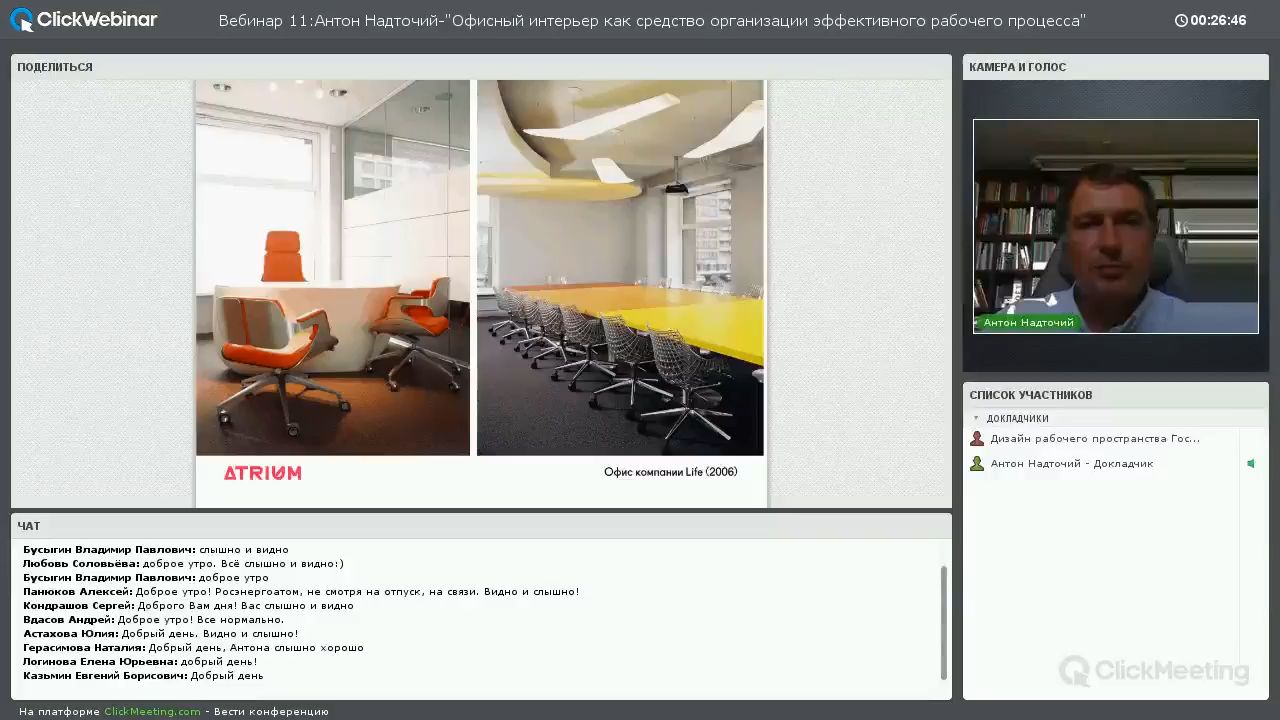 ClickWebinar
Вебинар 11:Антон Надточий-"Офисный интерьер как средство организации эффективного рабочего процесса"
00:26:46
ПОДЕЛИТЬСЯ
ATRIUM
Офис компании Life (2006)
КАМЕРА И ГОЛОС
Антон Надточий
СПИСОК УЧАСТНИКОВ
ДОКЛАДЧИКИ
Дизайн рабочего пространства Гос...
Антон Надточий - Докладчик
ClickMeeting
ЧАТ
Бусыгин Владимир Павлович: слышно и видно
Любовь Соловьёва: доброе утро. Всё слышно и видно:)
Бусыгин Владимир Павлович: доброе утро
Панюков Алексей: Доброе утро! Росэнергоатом, не смотря на отпуск, на связи. Видно и слышно!
Кондрашов Сергей: Доброго Вам дня! Вас слышно и видно
Вдасов Андрей: Доброе утро! Все нормально.
Астахова Юлия: Добрый день. Видно и слышно!
Герасимова Наталия: Добрый день, Антона слышно хорошо
Логинова Елена Юрьевна: добрый день!
Казьмин Евгений Борисович: Добрый день
На платформе ClickMeeting.com - Вести конференцию